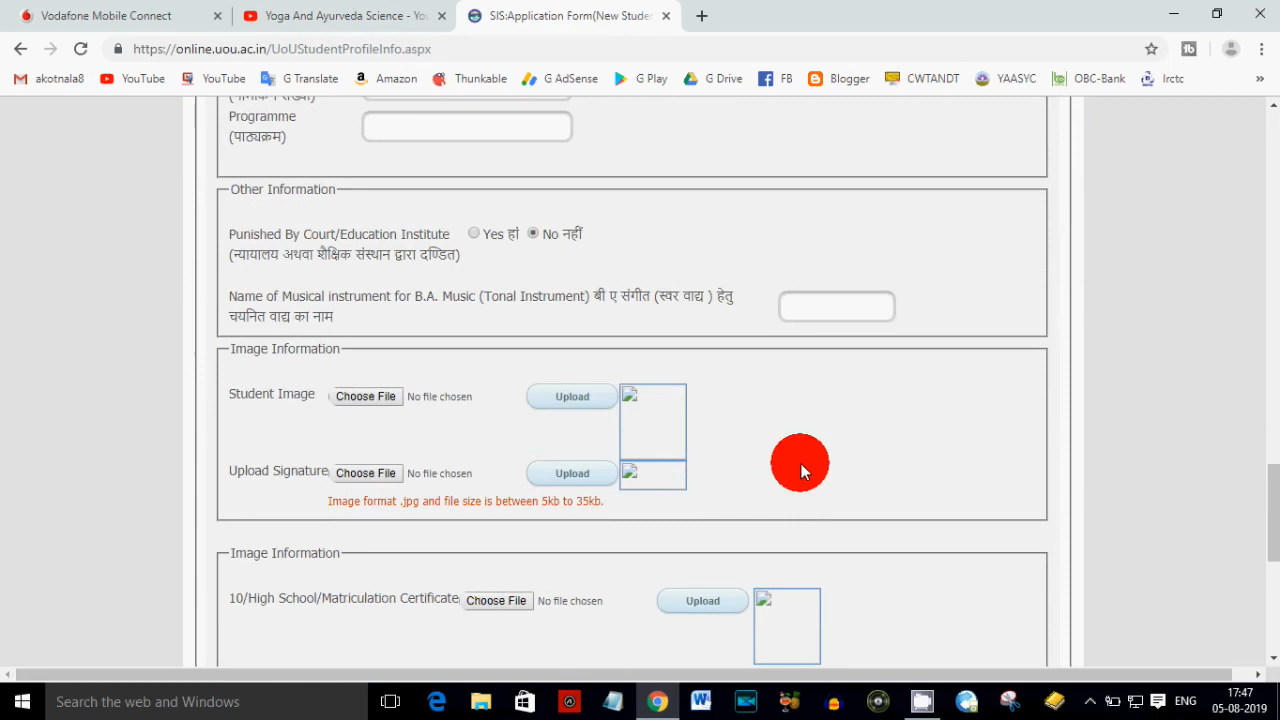 Vodafone Mobile Connect
Yoga And Ayurveda Science - You
SIS:Application Form(New Stude
https://online.uou.ac.in/UoUStudentProfileInfo.aspx
akotnala8 YouTube YouTube G Translate Amazon Thunkable G AdSense G Play G Drive FB Blogger CWTANDT YAASYC OBC-Bank Irctc
Programme
(पाठ्यक्रम)
Other Information
Punished By Court/Education Institute Yes हां No नहीं
(न्यायालय अथवा शैक्षिक संस्थान द्वारा दण्डित)
Name of Musical instrument for B.A. Music (Tonal Instrument) बी ए संगीत (स्वर वाद्य ) हेतु
चयनित वाद्य का नाम
Image Information
Student Image Choose File No file chosen Upload
Upload Signature Choose File No file chosen Upload
Image format .jpg and file size is between 5kb to 35kb.
Image Information
10/High School/Matriculation Certificate Choose File No file chosen Upload
Search the web and Windows
ENG
17:47
05-08-2019